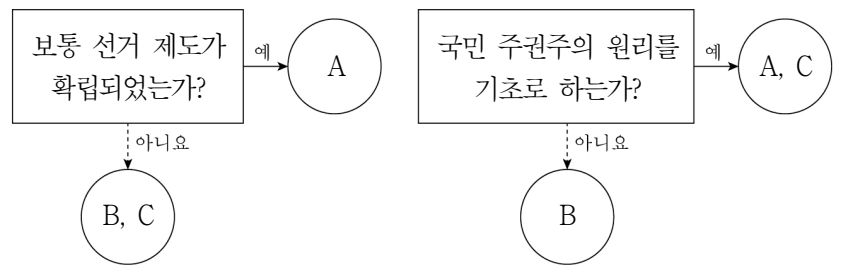 보통 선거 제도가
확립되었는가?
예
A
아니요
B, C
국민 주권주의 원리를
기초로 하는가?
예
A, C
아니요
B